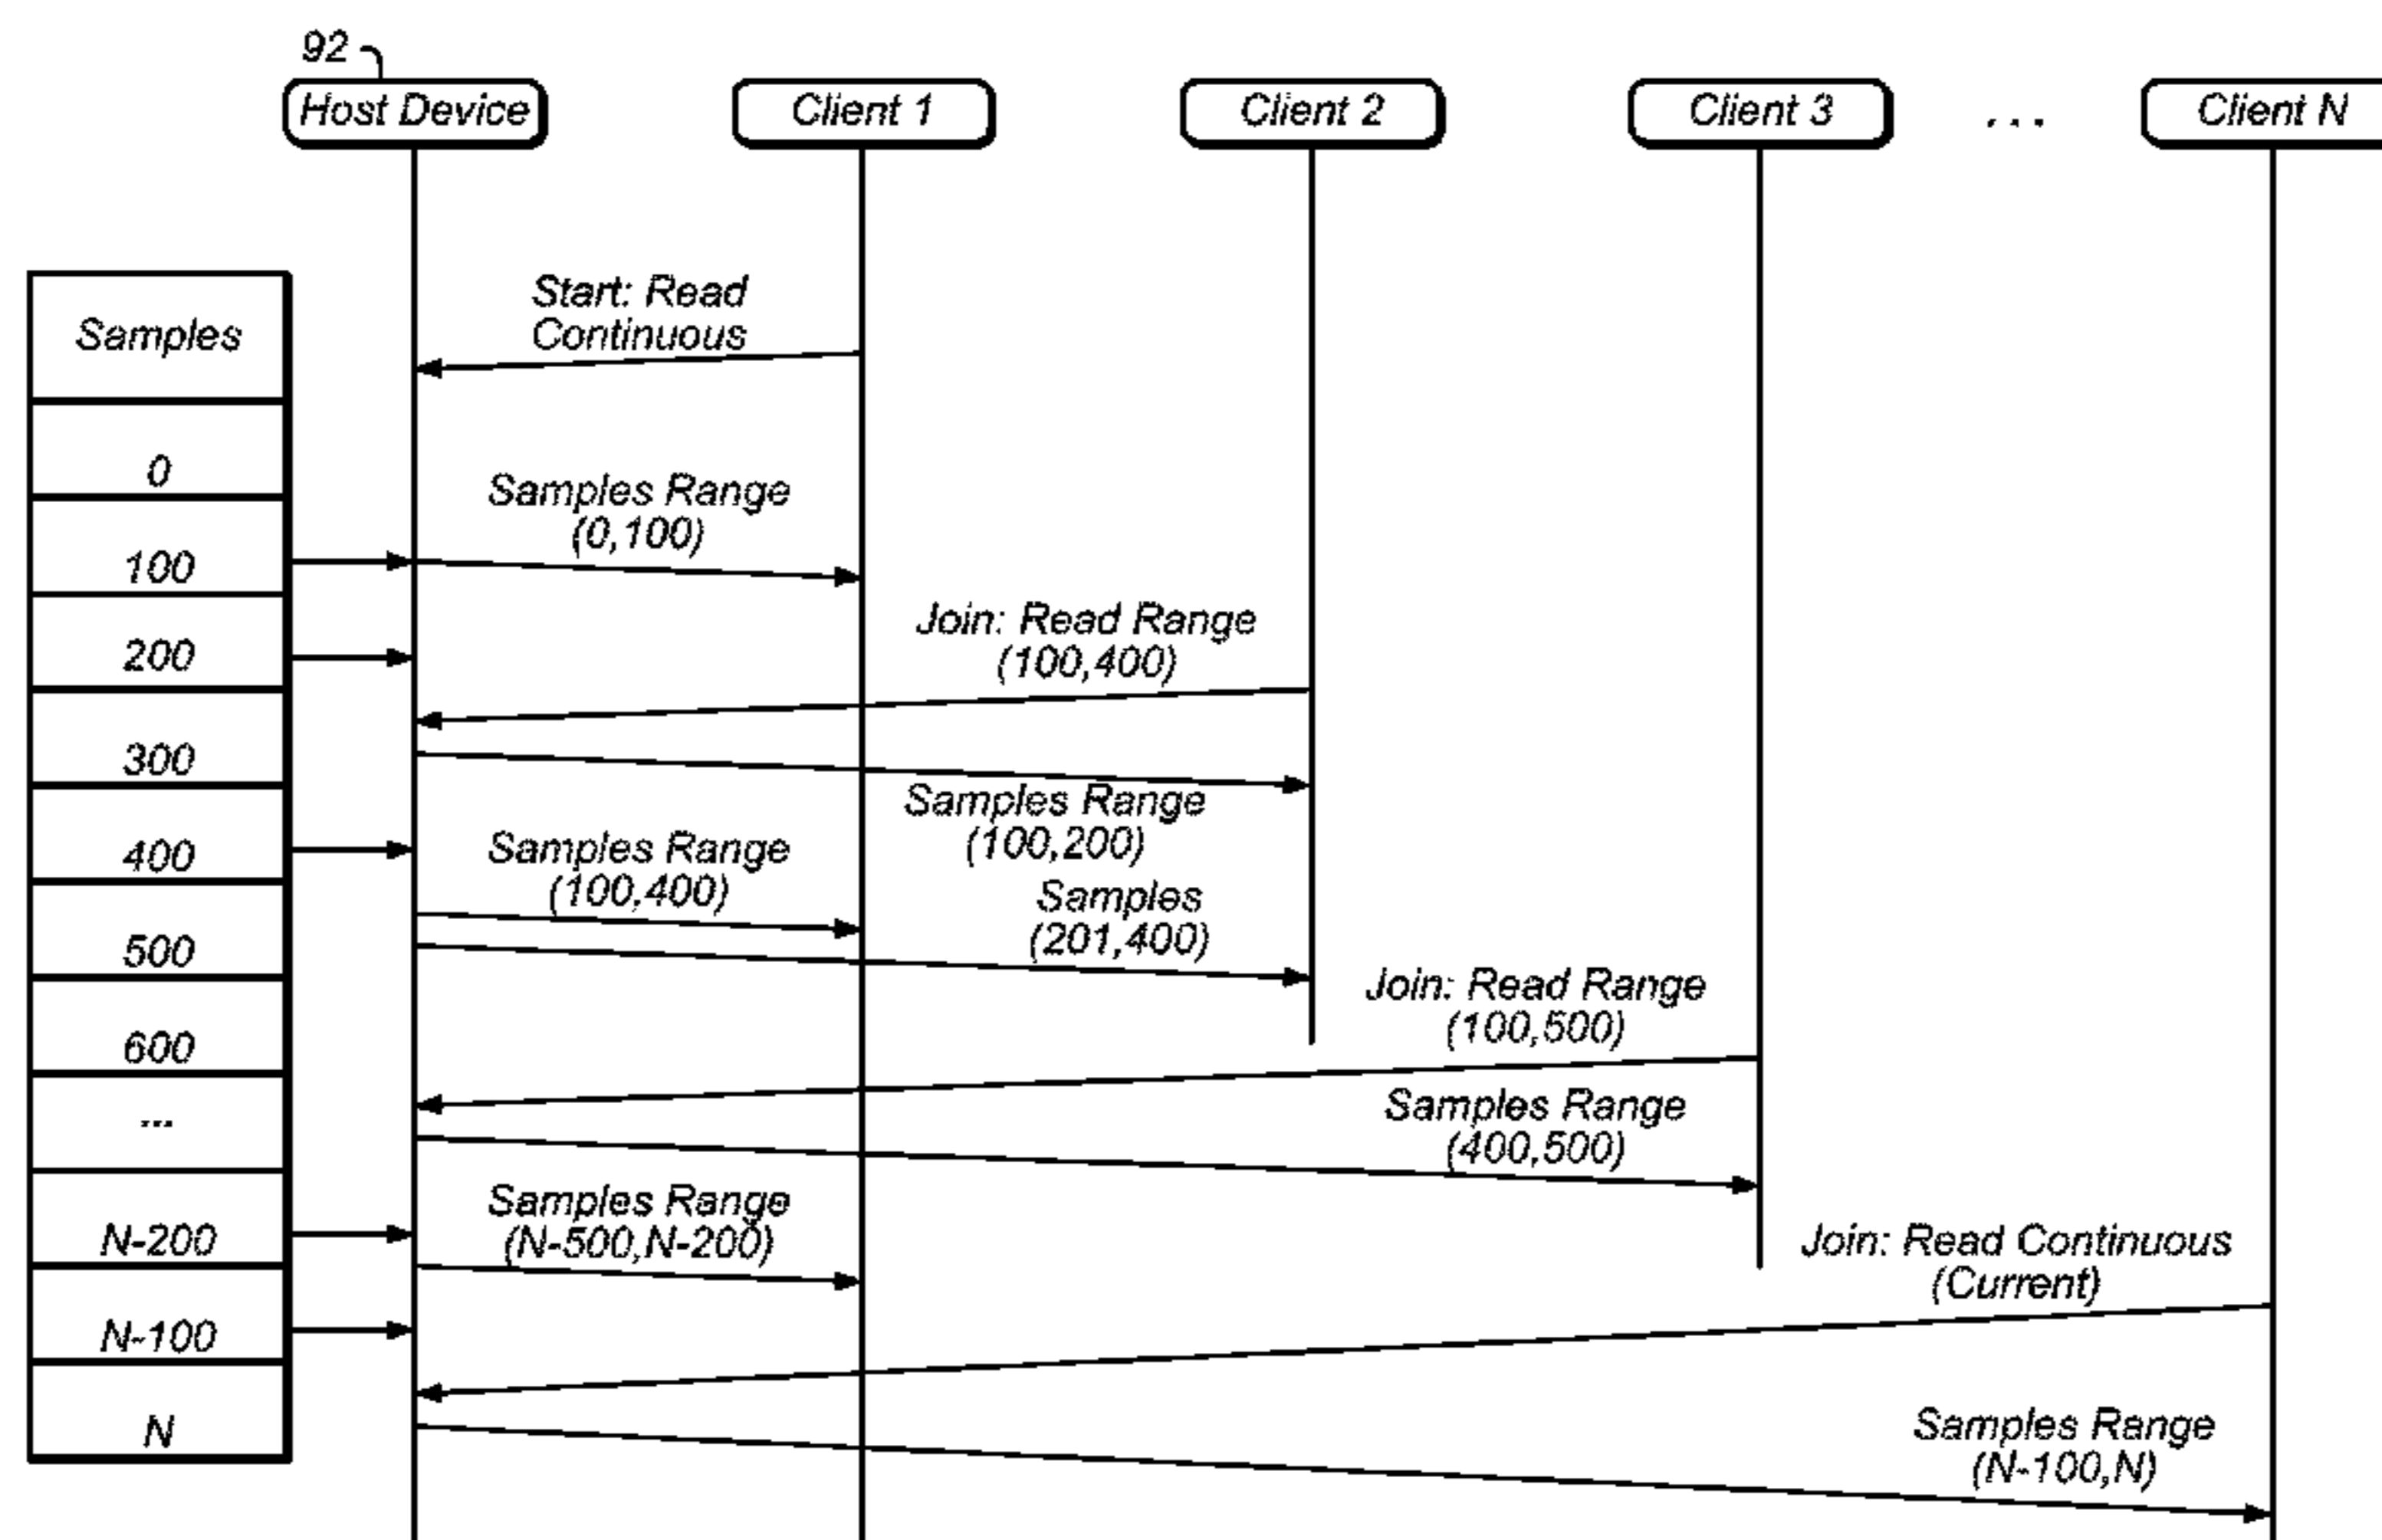 92
Host Device
Client 1
Client 2
Client 3
...
Client N
Samples
0
100
200
300
400
500
600
...
N-200
N-100
N
Start: Read
Continuous
Samples Range
(0,100)
Join: Read Range
(100,400)
Samples Range
(100,200)
Samples Range
(100,400)
Samples
(201,400)
Join: Read Range
(100,500)
Samples Range
(400,500)
Samples Range
(N-500,N-200)
Join: Read Continuous
(Current)
Samples Range
(N-100,N)